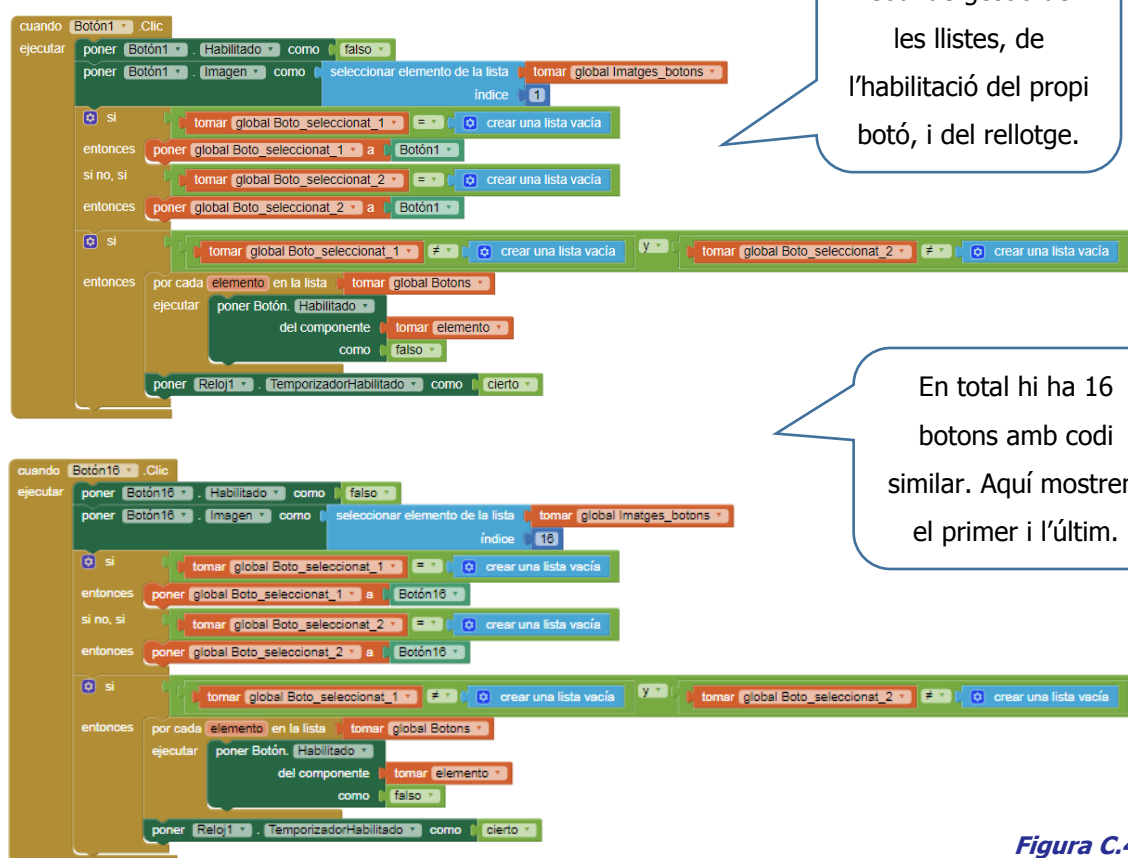 les llistes, de
l'habilitació del propi
botó, i del rellotge.
cuando Botón1 .Clic
ejecutar poner Botón1 . Habilitado como falso
poner Botón1 . Imagen como seleccionar elemento de la lista tomar global Imatges_botons
índice 1
si tomar global Boto_seleccionat_1 = crear una lista vacía
entonces poner global Boto_seleccionat_1 a Botón1
si no, si tomar global Boto_seleccionat_2 = crear una lista vacía
entonces poner global Boto_seleccionat_2 a Botón1
si tomar global Boto_seleccionat_1 ≠ crear una lista vacía y tomar global Boto_seleccionat_2 ≠ crear una lista vacía
entonces por cada elemento en la lista tomar global Botons
ejecutar poner Botón. Habilitado
del componente tomar elemento
como falso
poner Reloj1 . TemporizadorHabilitado como cierto
En total hi ha 16
botons amb codi
similar. Aquí mostrem
el primer i l'últim.
cuando Botón16 .Clic
ejecutar poner Botón16 . Habilitado como falso
poner Botón16 . Imagen como seleccionar elemento de la lista tomar global Imatges_botons
índice 16
si tomar global Boto_seleccionat_1 = crear una lista vacía
entonces poner global Boto_seleccionat_1 a Botón16
si no, si tomar global Boto_seleccionat_2 = crear una lista vacía
entonces poner global Boto_seleccionat_2 a Botón16
si tomar global Boto_seleccionat_1 ≠ crear una lista vacía y tomar global Boto_seleccionat_2 ≠ crear una lista vacía
entonces por cada elemento en la lista tomar global Botons
ejecutar poner Botón. Habilitado
del componente tomar elemento
como falso
poner Reloj1 . TemporizadorHabilitado como cierto
Figura C.4